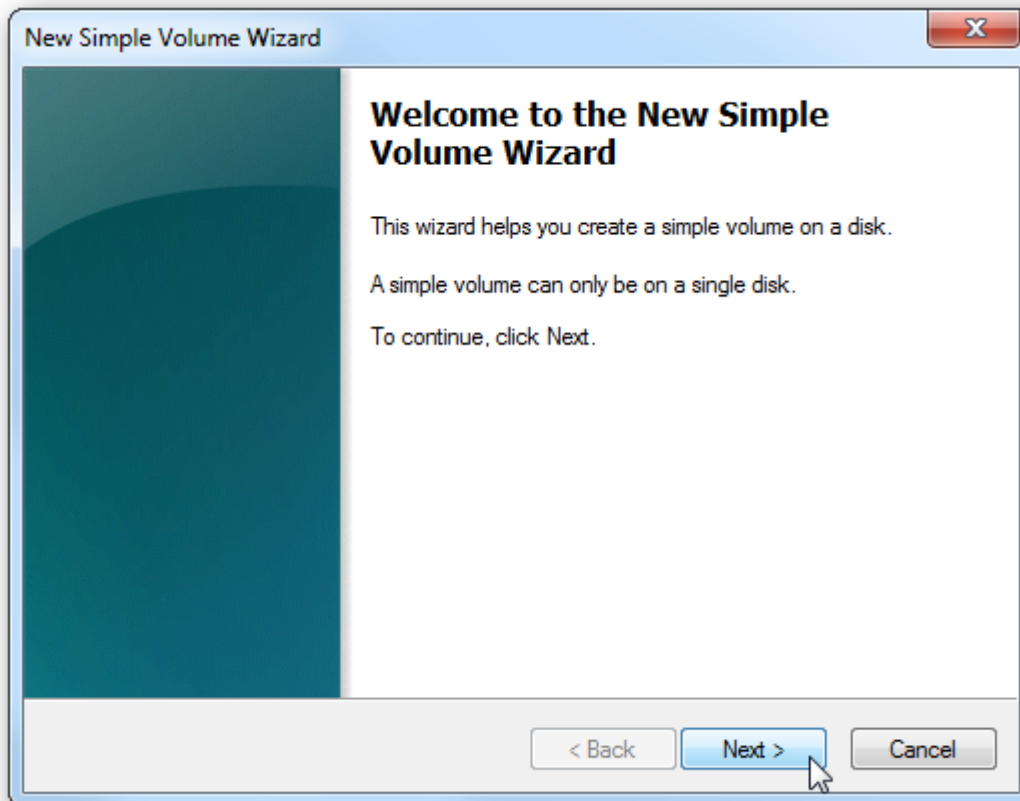 New Simple Volume Wizard
Welcome to the New Simple
Volume Wizard
This wizard helps you create a simple volume on a disk.
A simple volume can only be on a single disk.
To continue, click Next.
< Back
Next >
Cancel